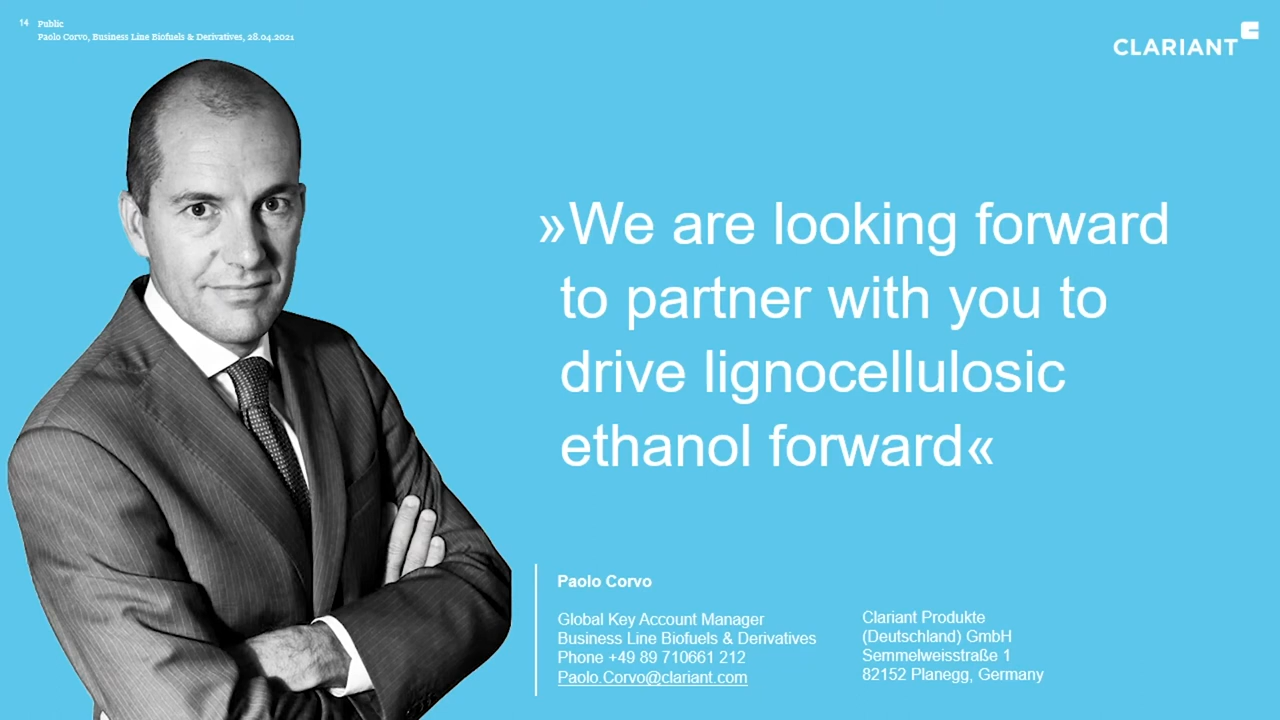 14 Public
Paolo Corvo, Business Line Biofuels & Derivatives, 28.04.2021
CLARIANT
»We are looking forward
to partner with you to
drive lignocellulosic
ethanol forward«
Paolo Corvo
Global Key Account Manager
Business Line Biofuels & Derivatives
Phone +49 89 710661 212
Paolo.Corvo@clariant.com
Clariant Produkte
(Deutschland) GmbH
Semmelweisstraße 1
82152 Planegg, Germany